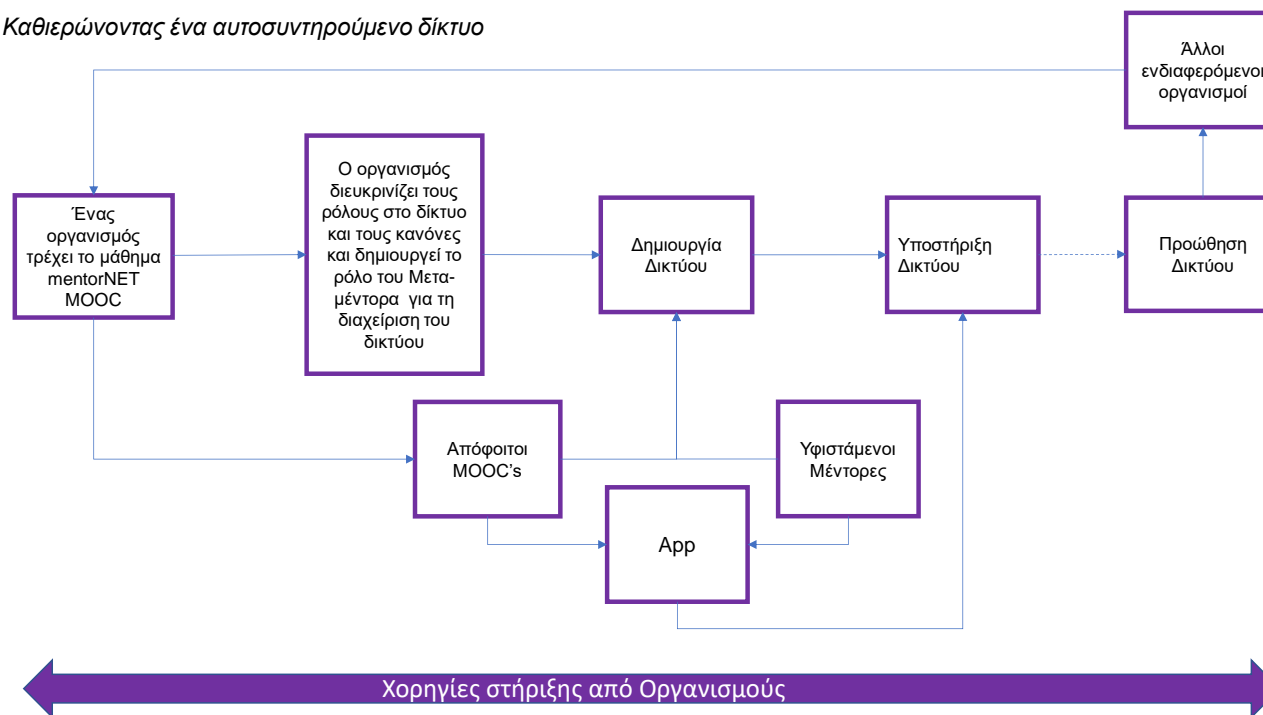 Καθιερώνοντας ένα αυτοσυντηρούμενο δίκτυο
Άλλοι
ενδιαφερόμενοι
οργανισμοί
Ένας
οργανισμός
τρέχει το μάθημα
mentorNET
MOOC
Ο οργανισμός
διευκρινίζει τους
ρόλους στο δίκτυο
και τους κανόνες
και δημιουργεί το
ρόλο του Μετα-
μέντορα για τη
διαχείριση του
δικτύου
Δημιουργία
Δικτύου
Υποστήριξη
Δικτύου
Προώθηση
Δικτύου
Απόφοιτοι
MOOC's
Υφιστάμενοι
Μέντορες
App
Χορηγίες στήριξης από Οργανισμούς